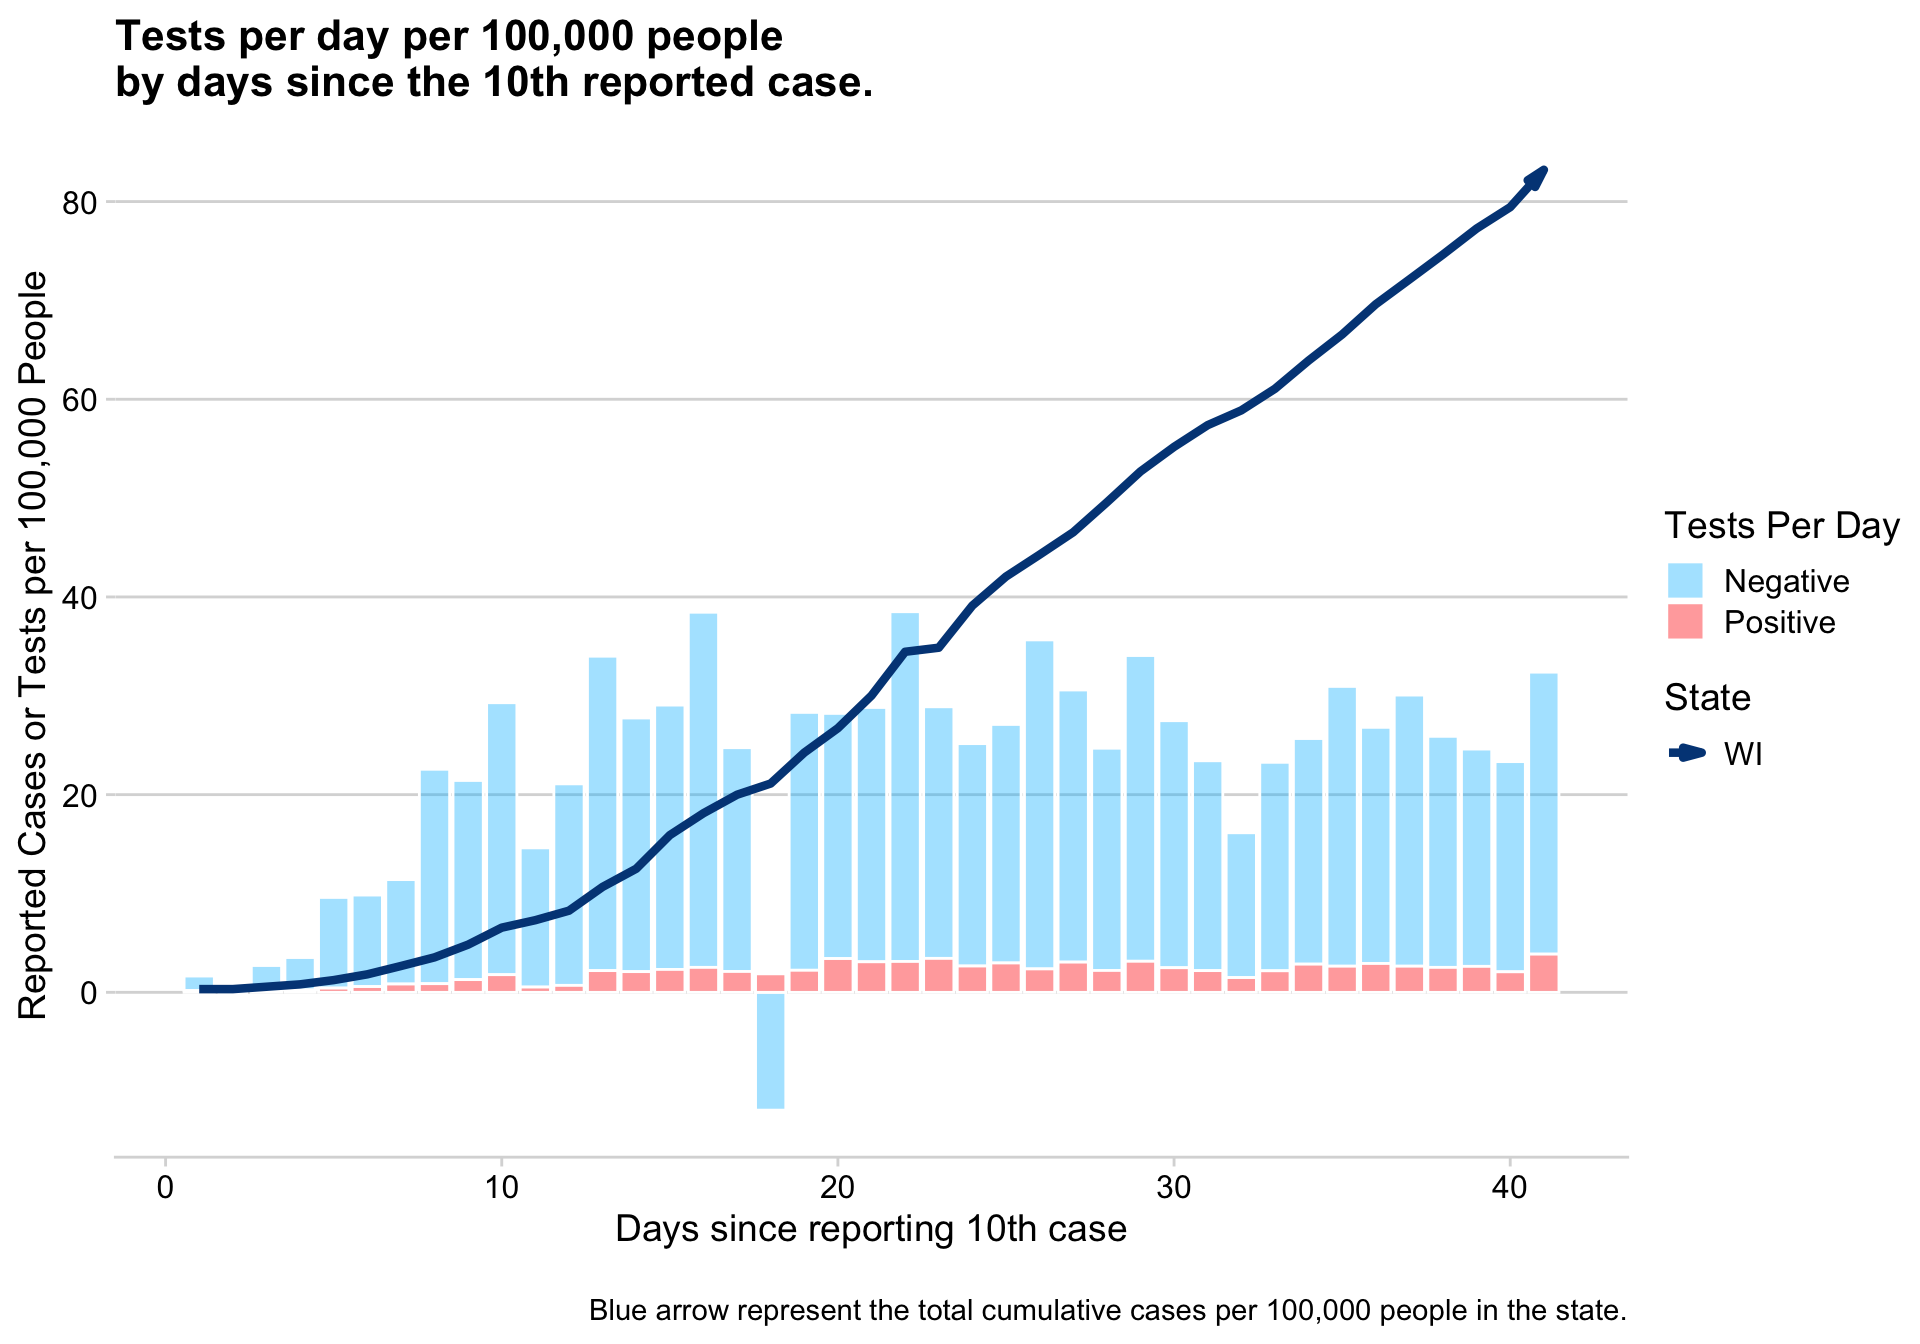 Tests per day per 100,000 people
by days since the 10th reported case.
Reported Cases or Tests per 100,000 People
80
60
40
20
0
0
10
20
30
40
Days since reporting 10th case
Tests Per Day
Negative
Positive
State
WI
Blue arrow represent the total cumulative cases per 100,000 people in the state.